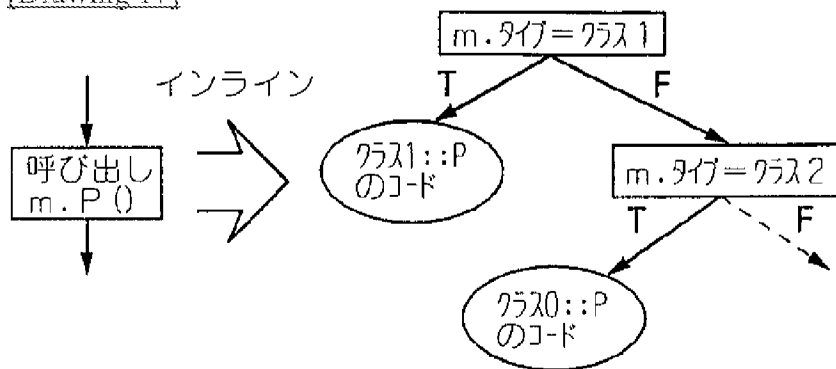 m.タイプ=クラス1
インライン
T
F
呼び出し
m.P()
クラス1::P
のコード
m.タイプ=クラス2
T
F
クラス0::P
のコード